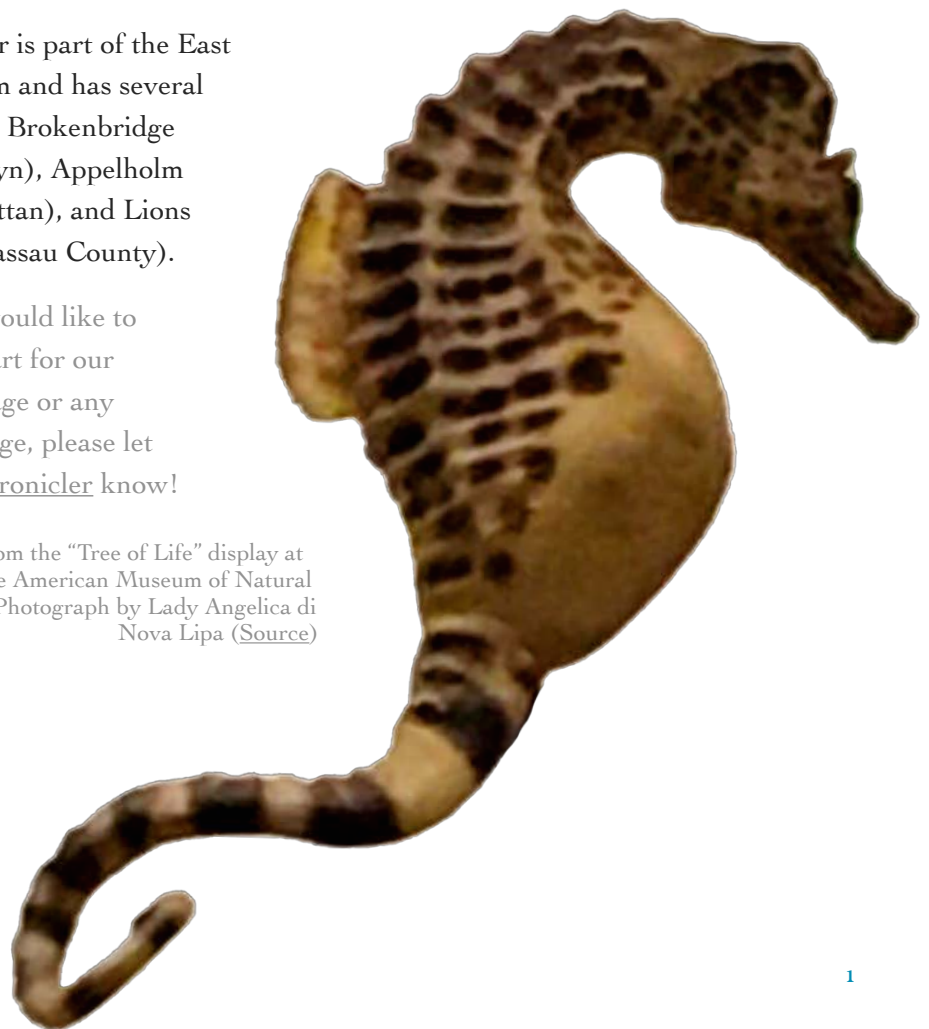 r is part of the East
n and has several
Brokenbridge
yn), Appelholm
ttan), and Lions
assau County).
ould like to
art for our
age or any
ge, please let
ronicler know!
om the “Tree of Life” display at
e American Museum of Natural
Photograph by Lady Angelica di
Nova Lipa (Source)
1